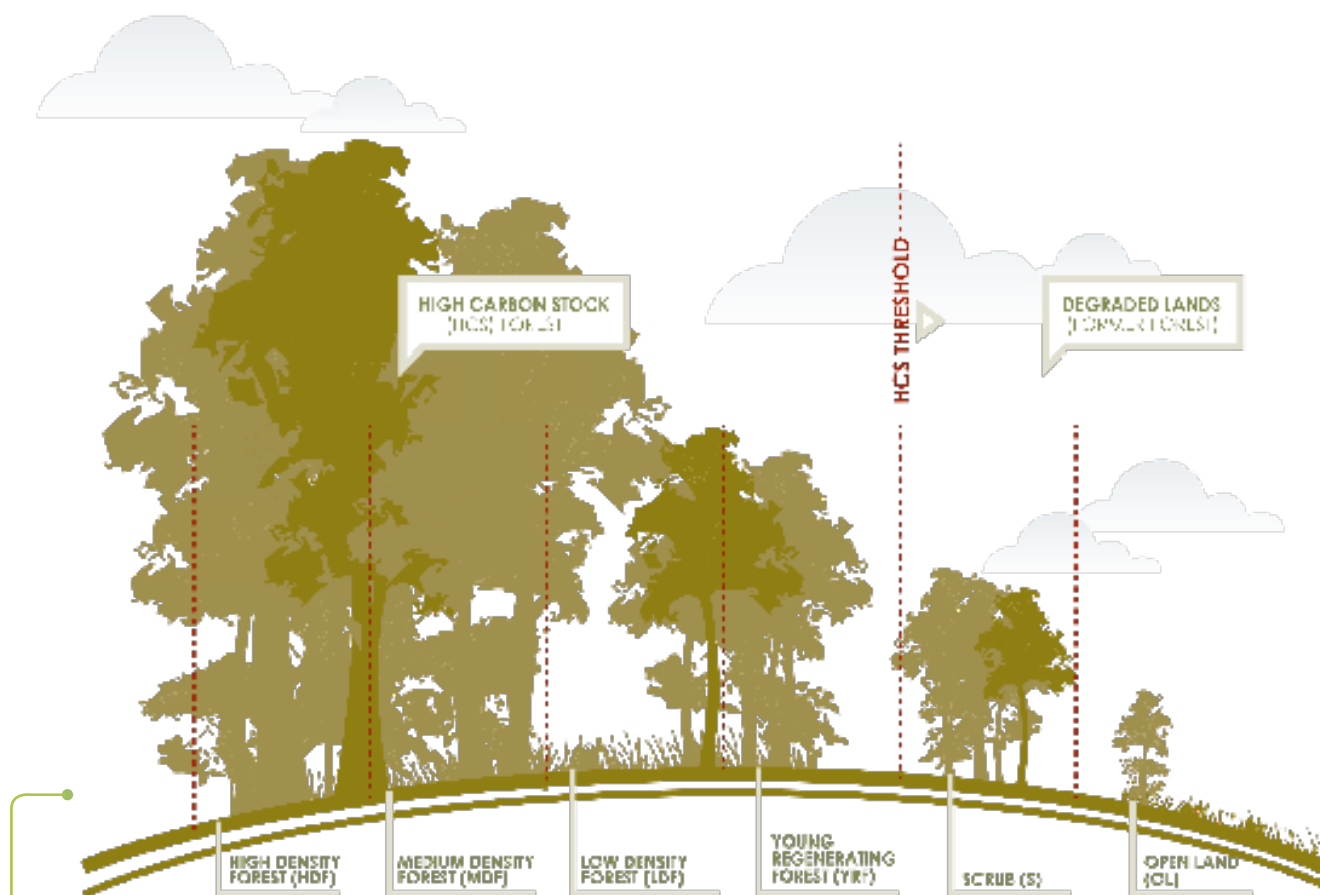 HIGH CARBON STOCK
(HCS) FOREST
HCS THRESHOLD
DEGRADED LANDS
(FORMER FOREST)
HIGH DENSITY
FOREST (HDF)
MEDIUM DENSITY
FOREST (MDF)
LOW DENSITY
FOREST (LDF)
YOUNG
REGENERATING
FOREST (YRF)
SCRUB (S)
OPEN LAND
(OL)